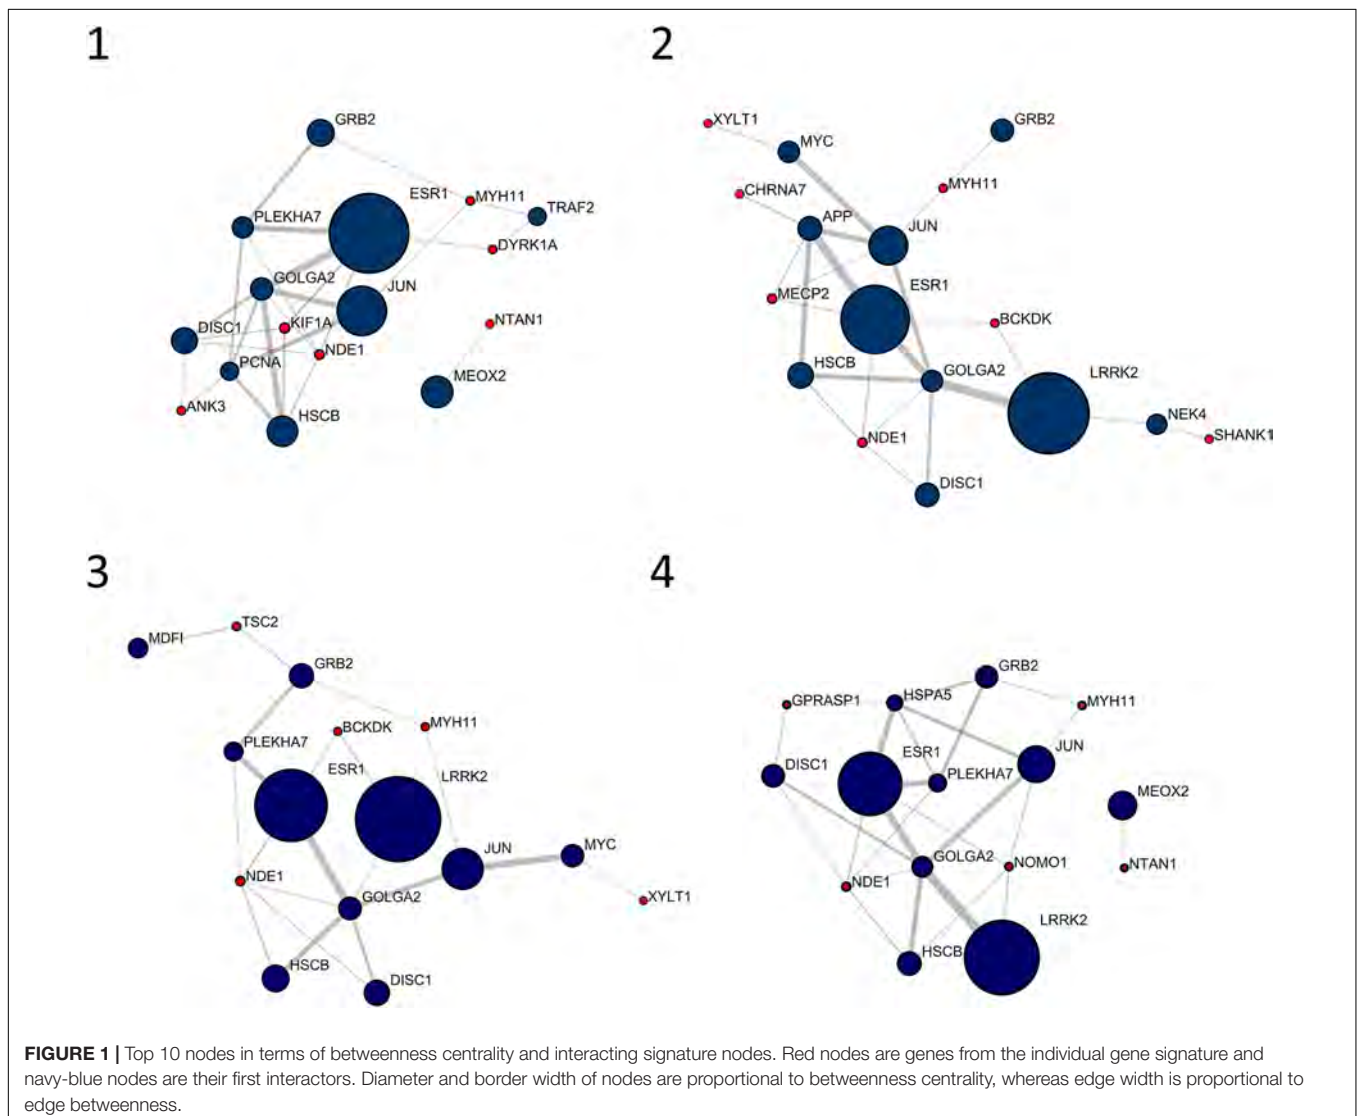 1
GRB2
ESR1
MYH11
TRAF2
PLEKHA7
DYRK1A
GOLGA2
JUN
DISC1
KIF1A
NTAN1
NDE1
PCNA
MEOX2
ANK3
HSCB
2
XYLT1
GRB2
MYC
MYH11
CHRNA7
APP
JUN
ESR1
MECP2
BCKDK
HSCB
GOLGA2
LRRK2
NEK4
NDE1
SHANK1
DISC1
3
TSC2
MDFI
GRB2
BCKDK
MYH11
PLEKHA7
ESR1
LRRK2
JUN
MYC
NDE1
GOLGA2
XYLT1
HSCB
DISC1
4
GRB2
GPRASP1
HSPA5
MYH11
ESR1
JUN
DISC1
PLEKHA7
MEOX2
GOLGA2
NOMO1
NTAN1
NDE1
LRRK2
HSCB
FIGURE 1 | Top 10 nodes in terms of betweenness centrality and interacting signature nodes. Red nodes are genes from the individual gene signature and
navy-blue nodes are their first interactors. Diameter and border width of nodes are proportional to betweenness centrality, whereas edge width is proportional to
edge betweenness.